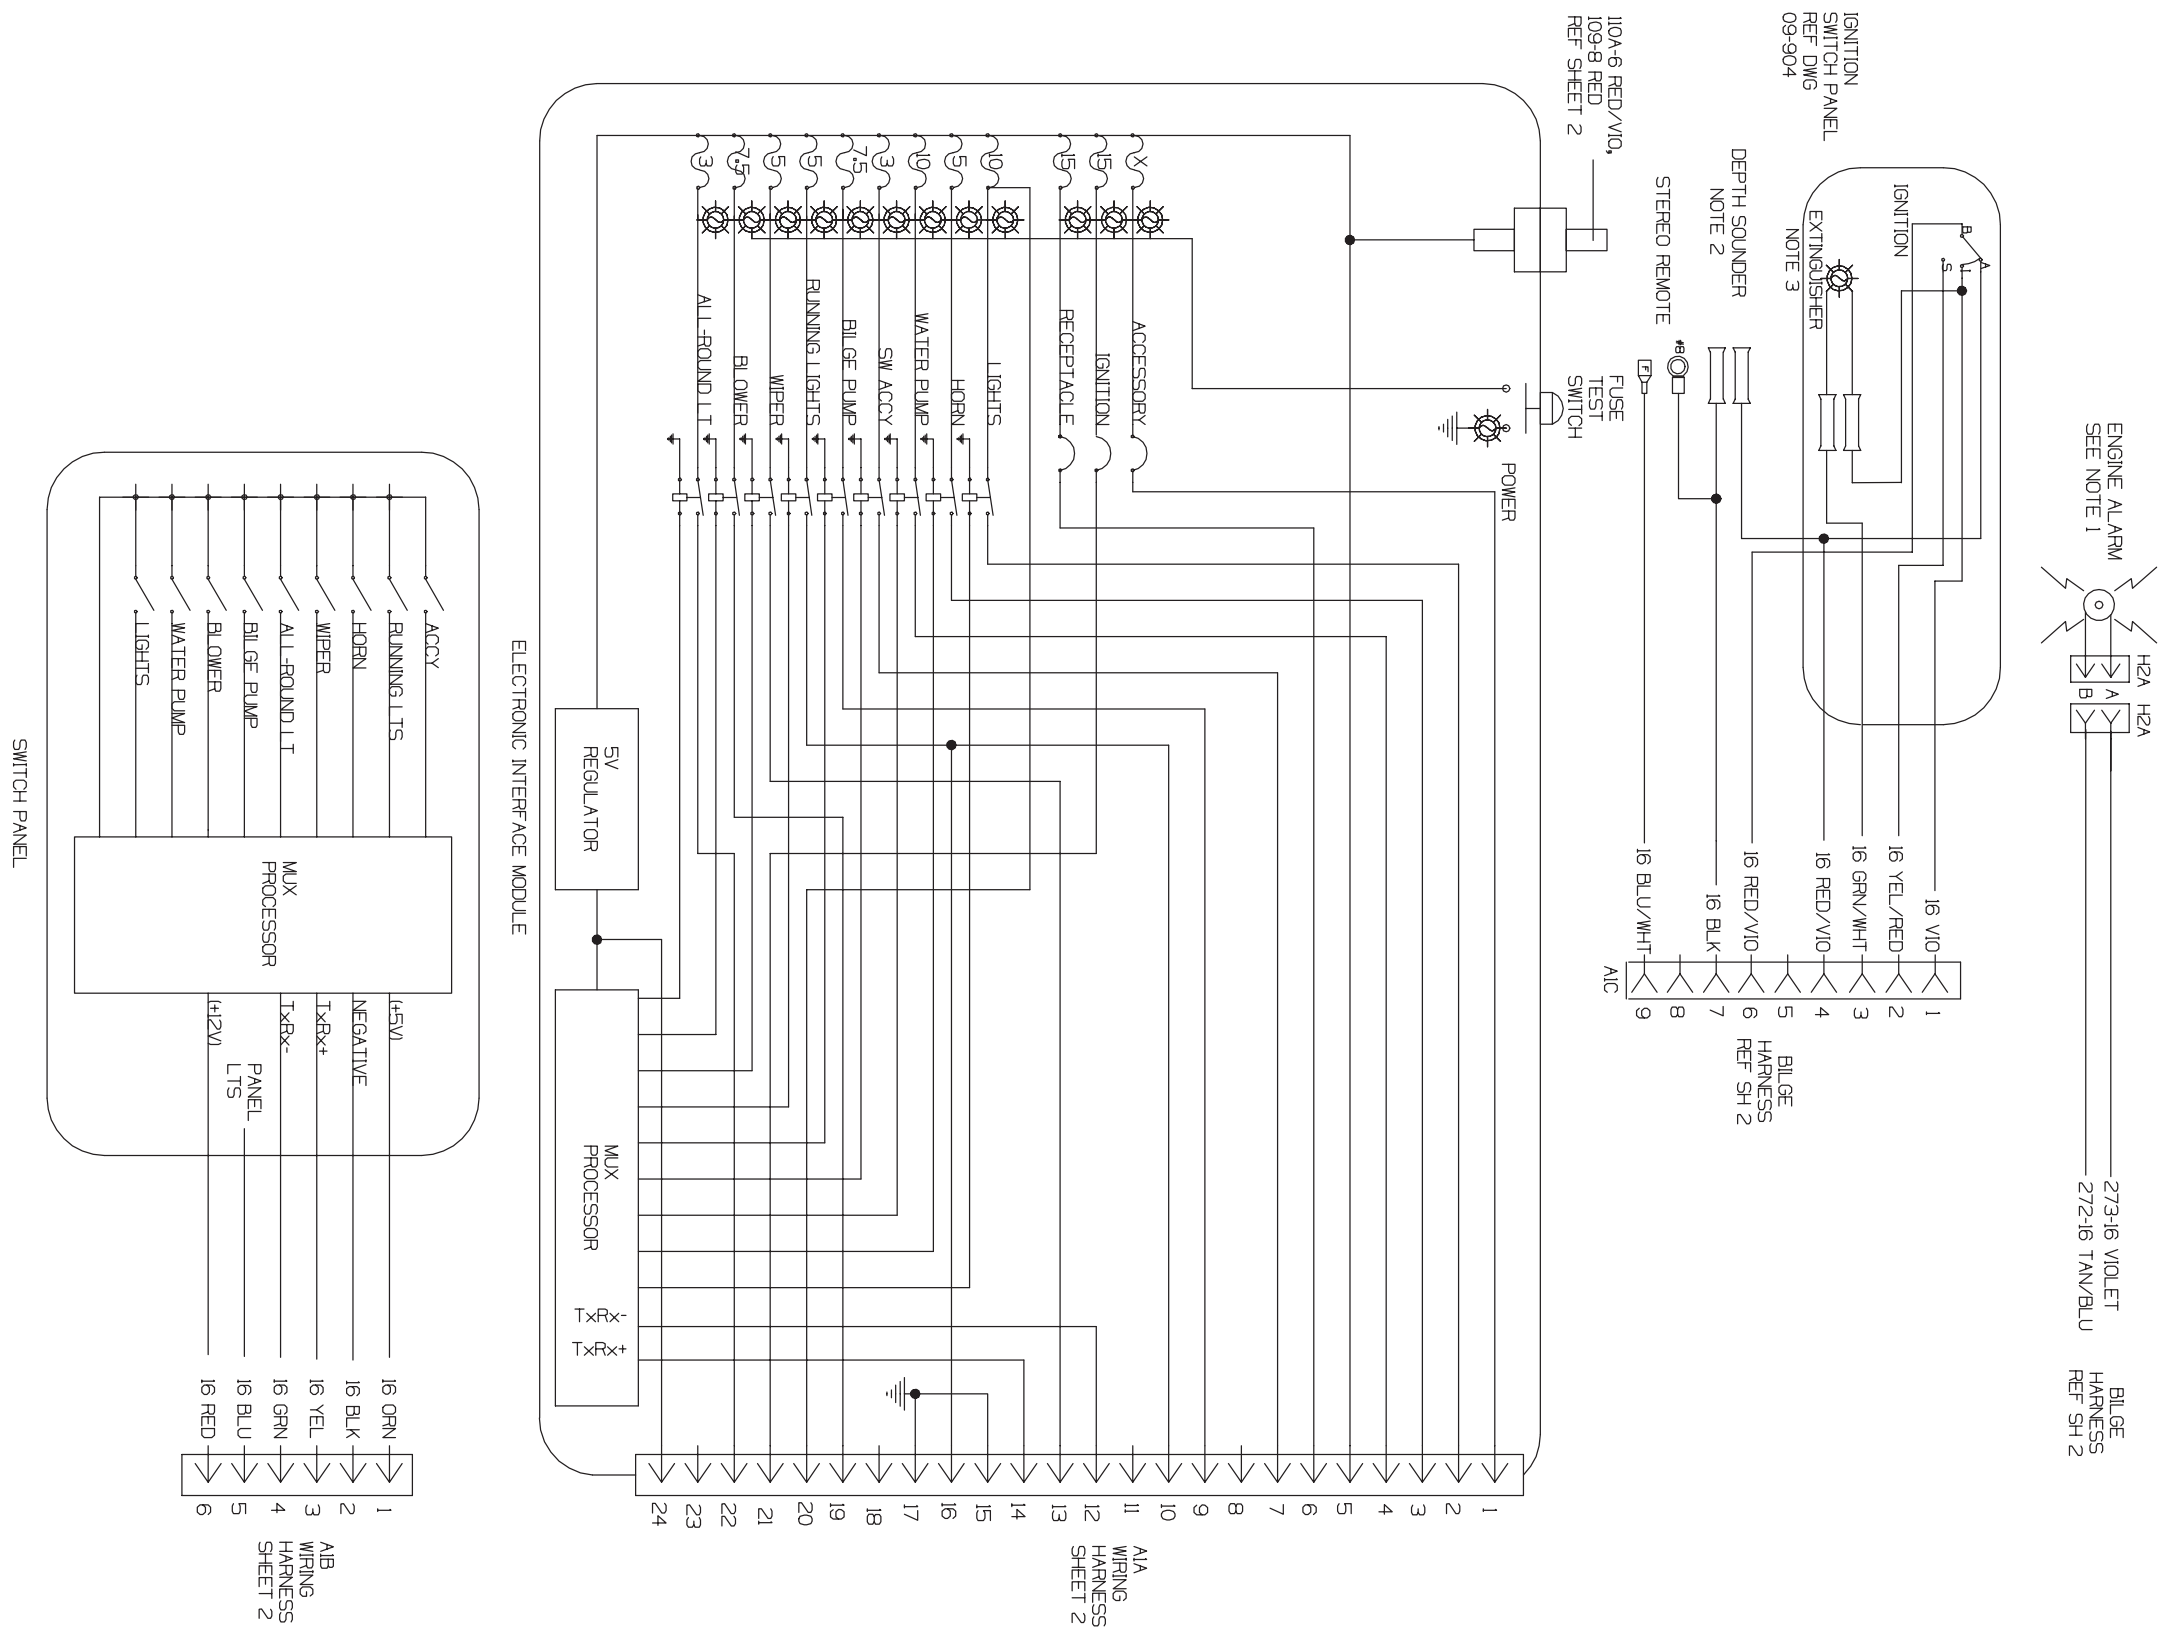 ENGINE ALARM
SEE NOTE 1
H2A
H2A
A
B
273-16 VIOLET
272-16 TAN/BLU
BILGE
HARNESS
REF SH 2
IGNITION
SWITCH PANEL
REF DWG
09-904
IGNITION
B
A
I
S
EXTINGUISHER
NOTE 3
DEPTH SOUNDER
NOTE 2
STEREO REMOTE
#8
F
16 VIO
16 YEL/RED
16 GRN/WHT
16 RED/VIO
16 RED/VIO
16 BLK
16 BLU/WHT
1
2
3
4
5
6
7
8
9
A1C
BILGE
HARNESS
REF SH 2
110A-6 RED/VIO,
109-8 RED
REF SHEET 2
FUSE
TEST
SWITCH
POWER
X
15
15
10
5
10
3
7.5
5
5
7.5
3
ACCESSORY
IGNITION
RECEPTACLE
LIGHTS
HORN
WATER PUMP
SW ACCY
BILGE PUMP
RUNNING LIGHTS
WIPER
BLOWER
ALL-ROUND LT
5V
REGULATOR
MUX
PROCESSOR
TxRx-
TxRx+
ELECTRONIC INTERFACE MODULE
1
2
3
4
5
6
7
8
9
10
11
12
13
14
15
16
17
18
19
20
21
22
23
24
A1A
WIRING
HARNESS
SHEET 2
ACCY
RUNNING LTS
HORN
WIPER
ALL-ROUND LT
BILGE PUMP
BLOWER
WATER PUMP
LIGHTS
MUX
PROCESSOR
(+5V)
NEGATIVE
TxRx+
TxRx-
PANEL
LTS
(+12V)
16 ORN
16 BLK
16 YEL
16 GRN
16 BLU
16 RED
1
2
3
4
5
6
A1B
WIRING
HARNESS
SHEET 2
SWITCH PANEL